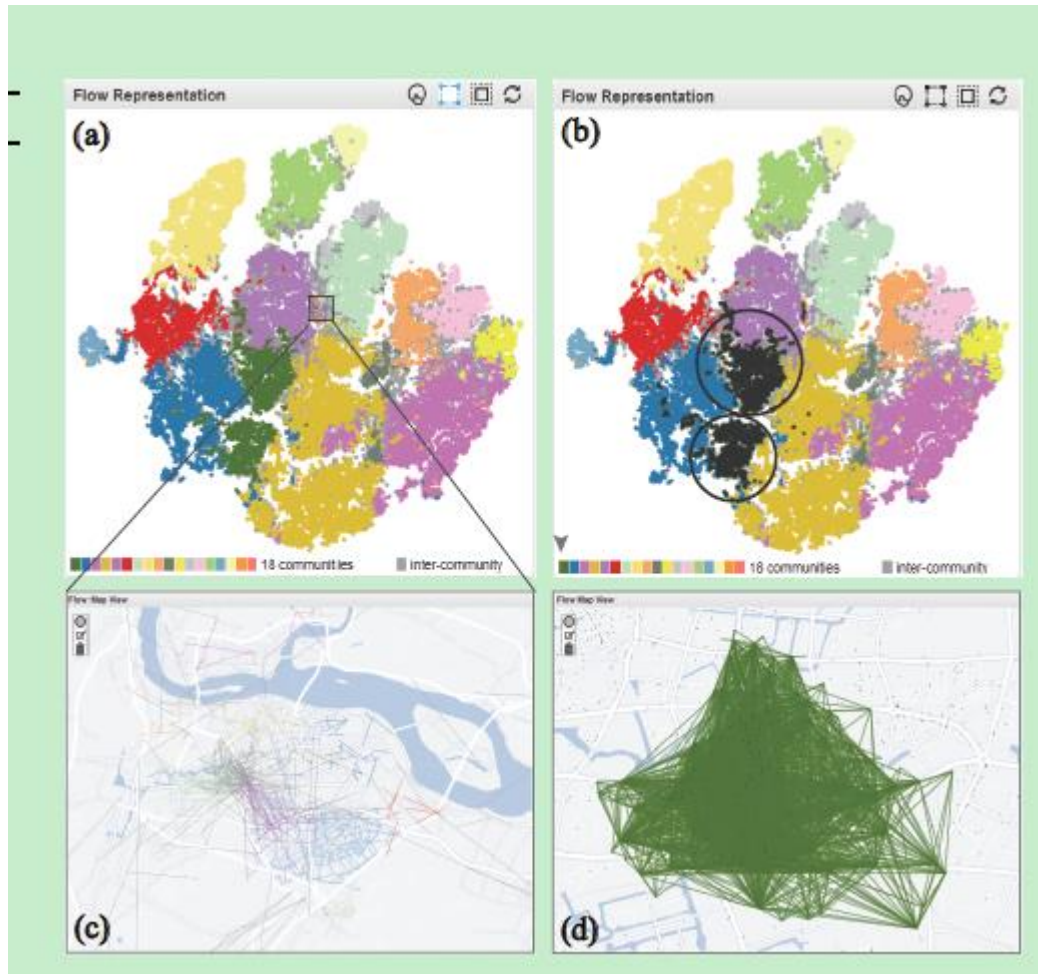 Flow Representation
(a)
18 communities
inter-community
Flow Representation
(b)
18 communities
inter-community
Flow Map View
(c)
Flow Map View
(d)